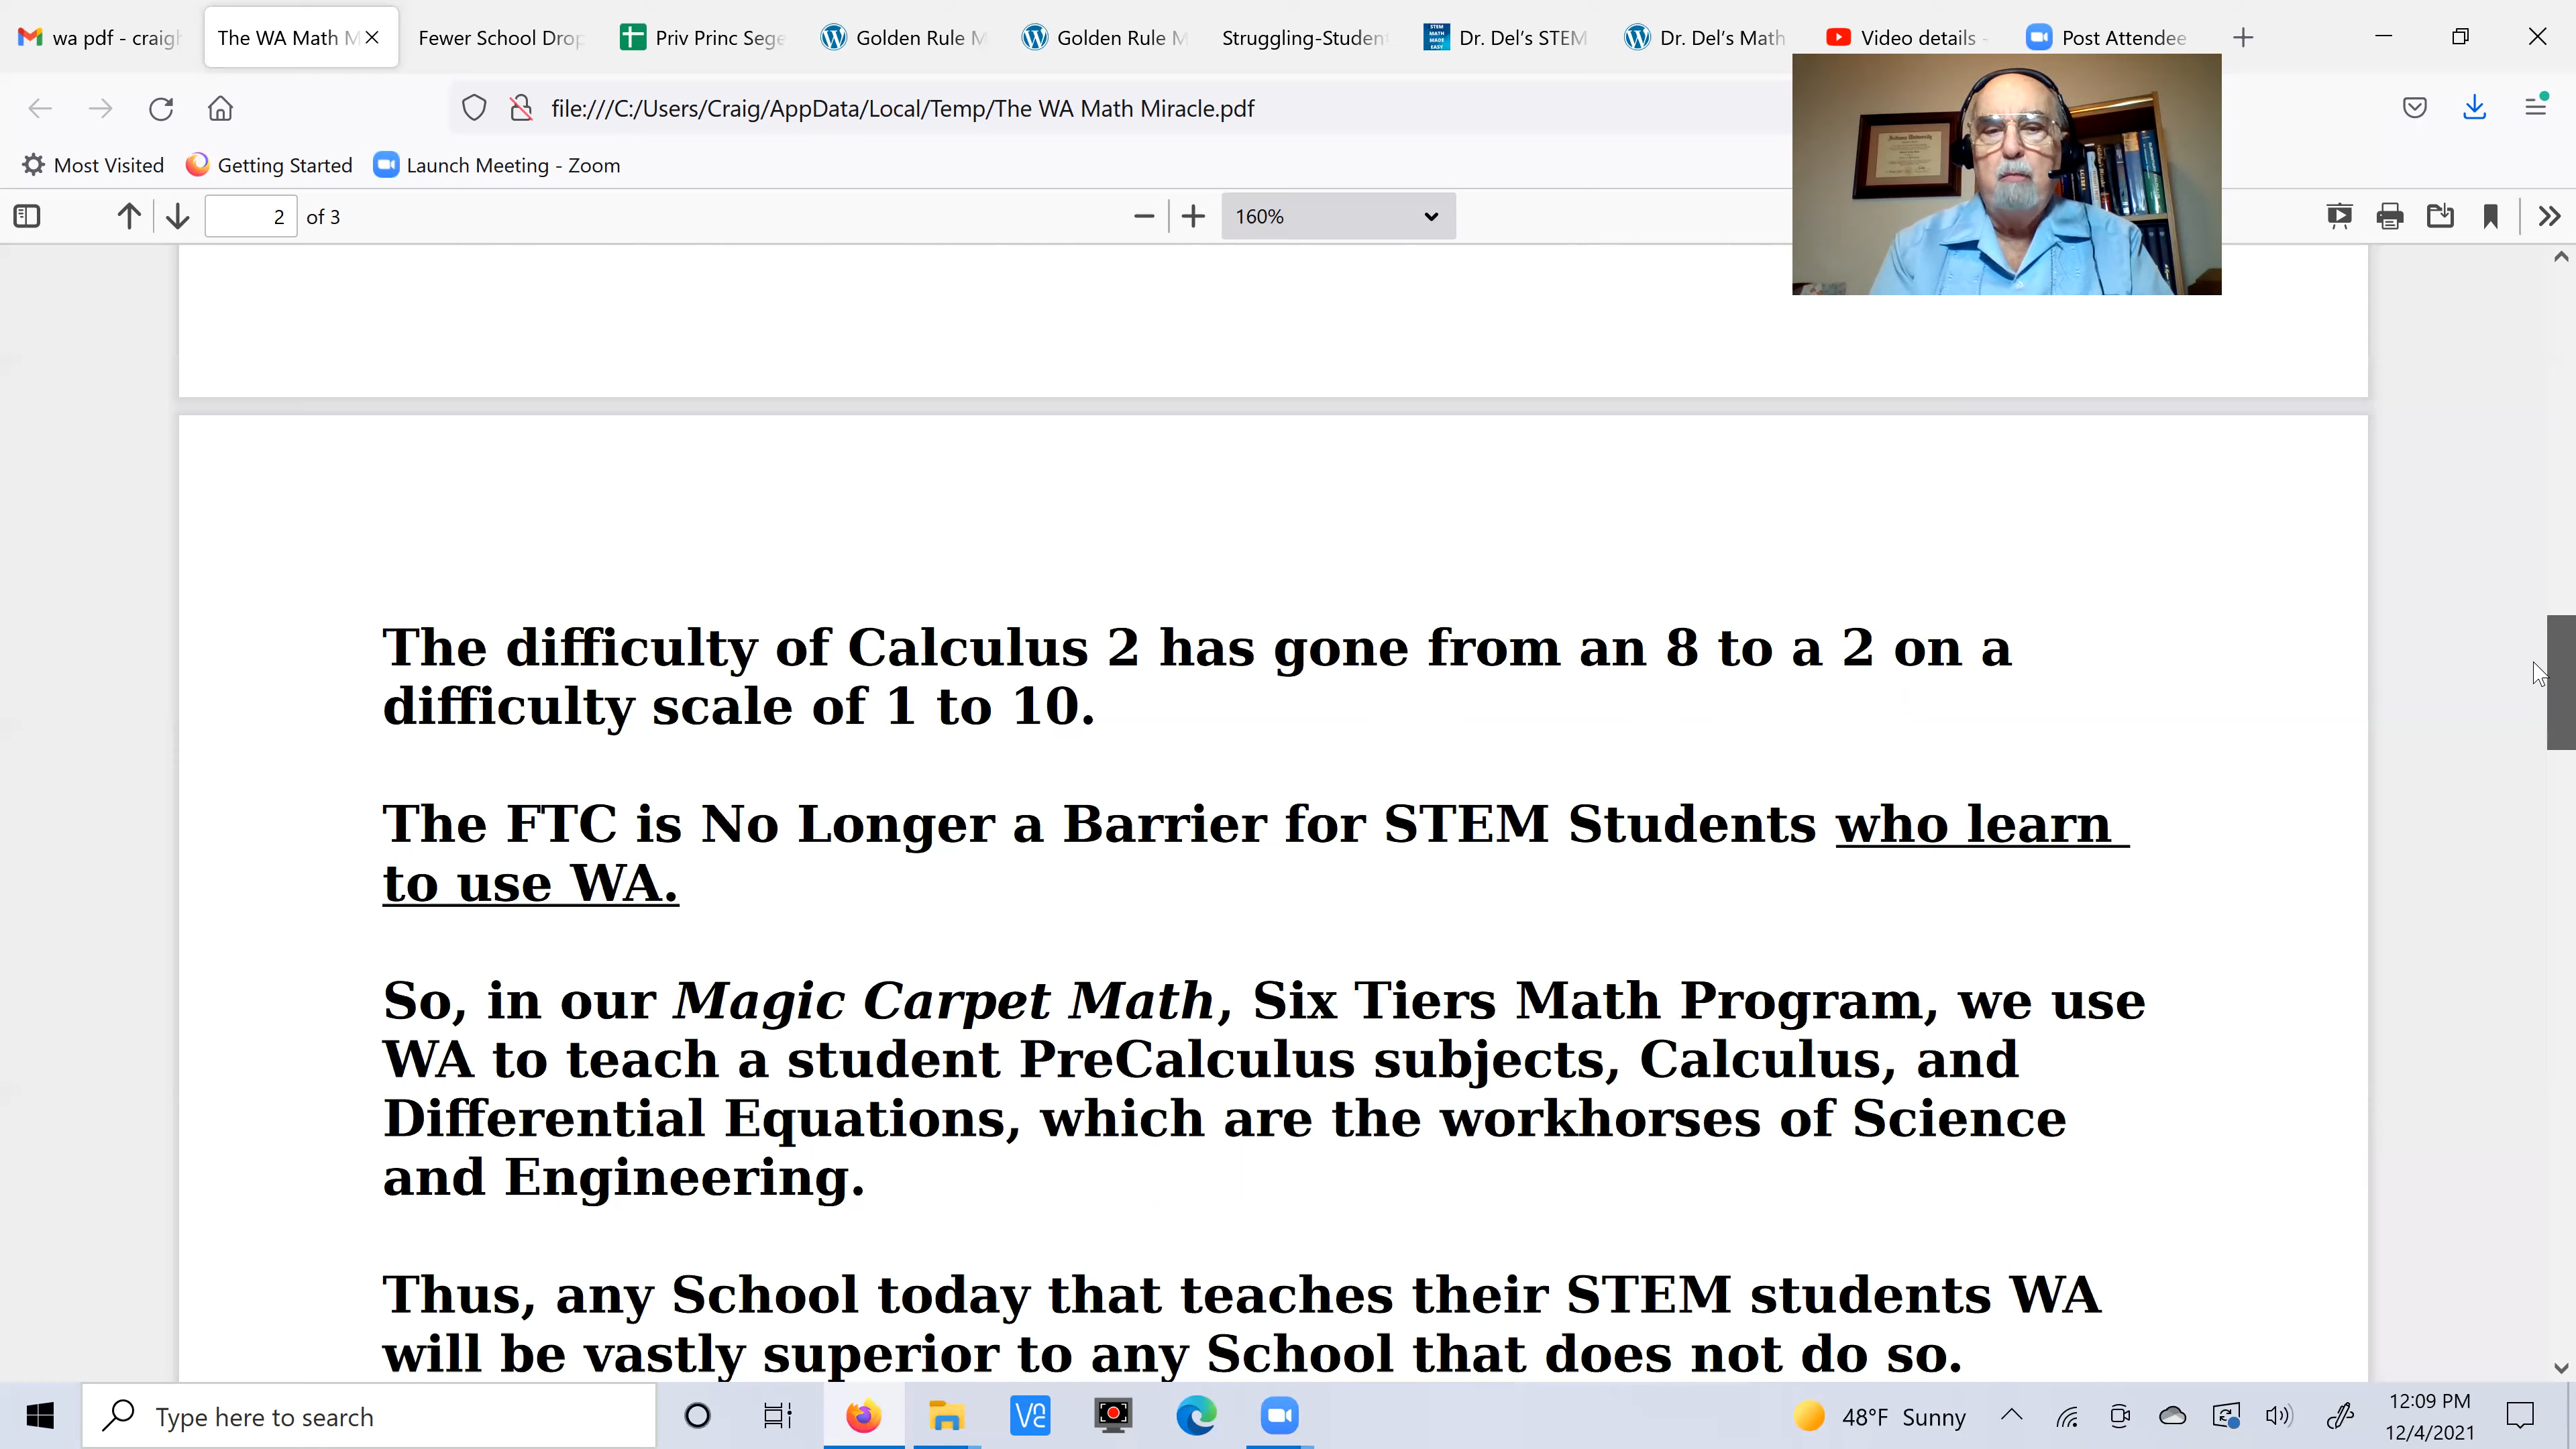 wa pdf - craigh
The WA Math M
Fewer School Drop
Priv Princ Sege
Golden Rule M
Golden Rule M
Struggling-Student
STEM MATH MADE EASY
Dr. Del's STEM
Dr. Del's Math
Video details -
Post Attendee
file:///C:/Users/Craig/AppData/Local/Temp/The WA Math Miracle.pdf
Most Visited
Getting Started
Launch Meeting - Zoom
2 of 3
160%
The difficulty of Calculus 2 has gone from an 8 to a 2 on a
difficulty scale of 1 to 10.
The FTC is No Longer a Barrier for STEM Students who learn
to use WA.
So, in our Magic Carpet Math, Six Tiers Math Program, we use
WA to teach a student PreCalculus subjects, Calculus, and
Differential Equations, which are the workhorses of Science
and Engineering.
Thus, any School today that teaches their STEM students WA
will be vastly superior to any School that does not do so.
Type here to search
48°F Sunny
12:09 PM
12/4/2021